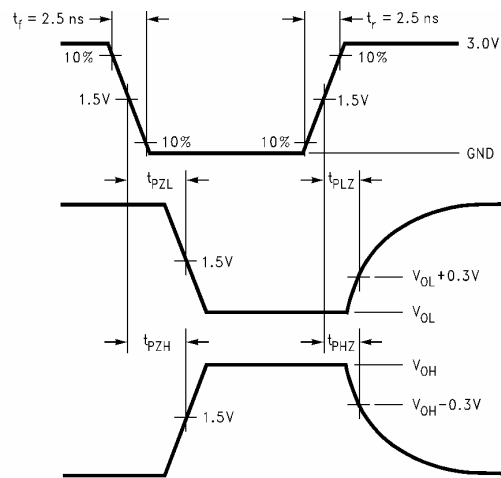 t_f = 2.5 ns
t_r = 2.5 ns
3.0V
10%
10%
1.5V
1.5V
10%
10%
GND
t_PZL
t_PLZ
1.5V
V_OL+0.3V
V_OL
t_PZH
t_PHZ
V_OH
1.5V
V_OH−0.3V